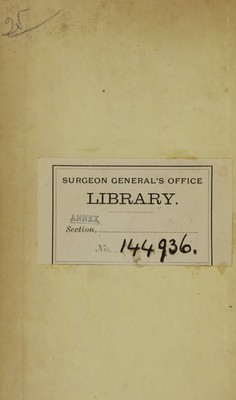 25
SURGEON GENERAL'S OFFICE
LIBRARY.
ANNEX
Section,
No. 144936.